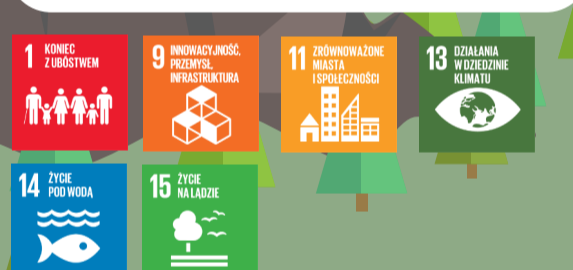 1 KONIEC
Z UBÓSTWEM
9 INNOWACYJNOŚĆ,
PRZEMYSŁ,
INFRASTRUKTURA
11 ZRÓWNOWAŻONE
MIASTA
I SPOŁECZNOŚCI
13 DZIAŁANIA
W DZIEDZINIE
KLIMATU
14 ŻYCIE
POD WODĄ
15 ŻYCIE
NA LĄDZIE